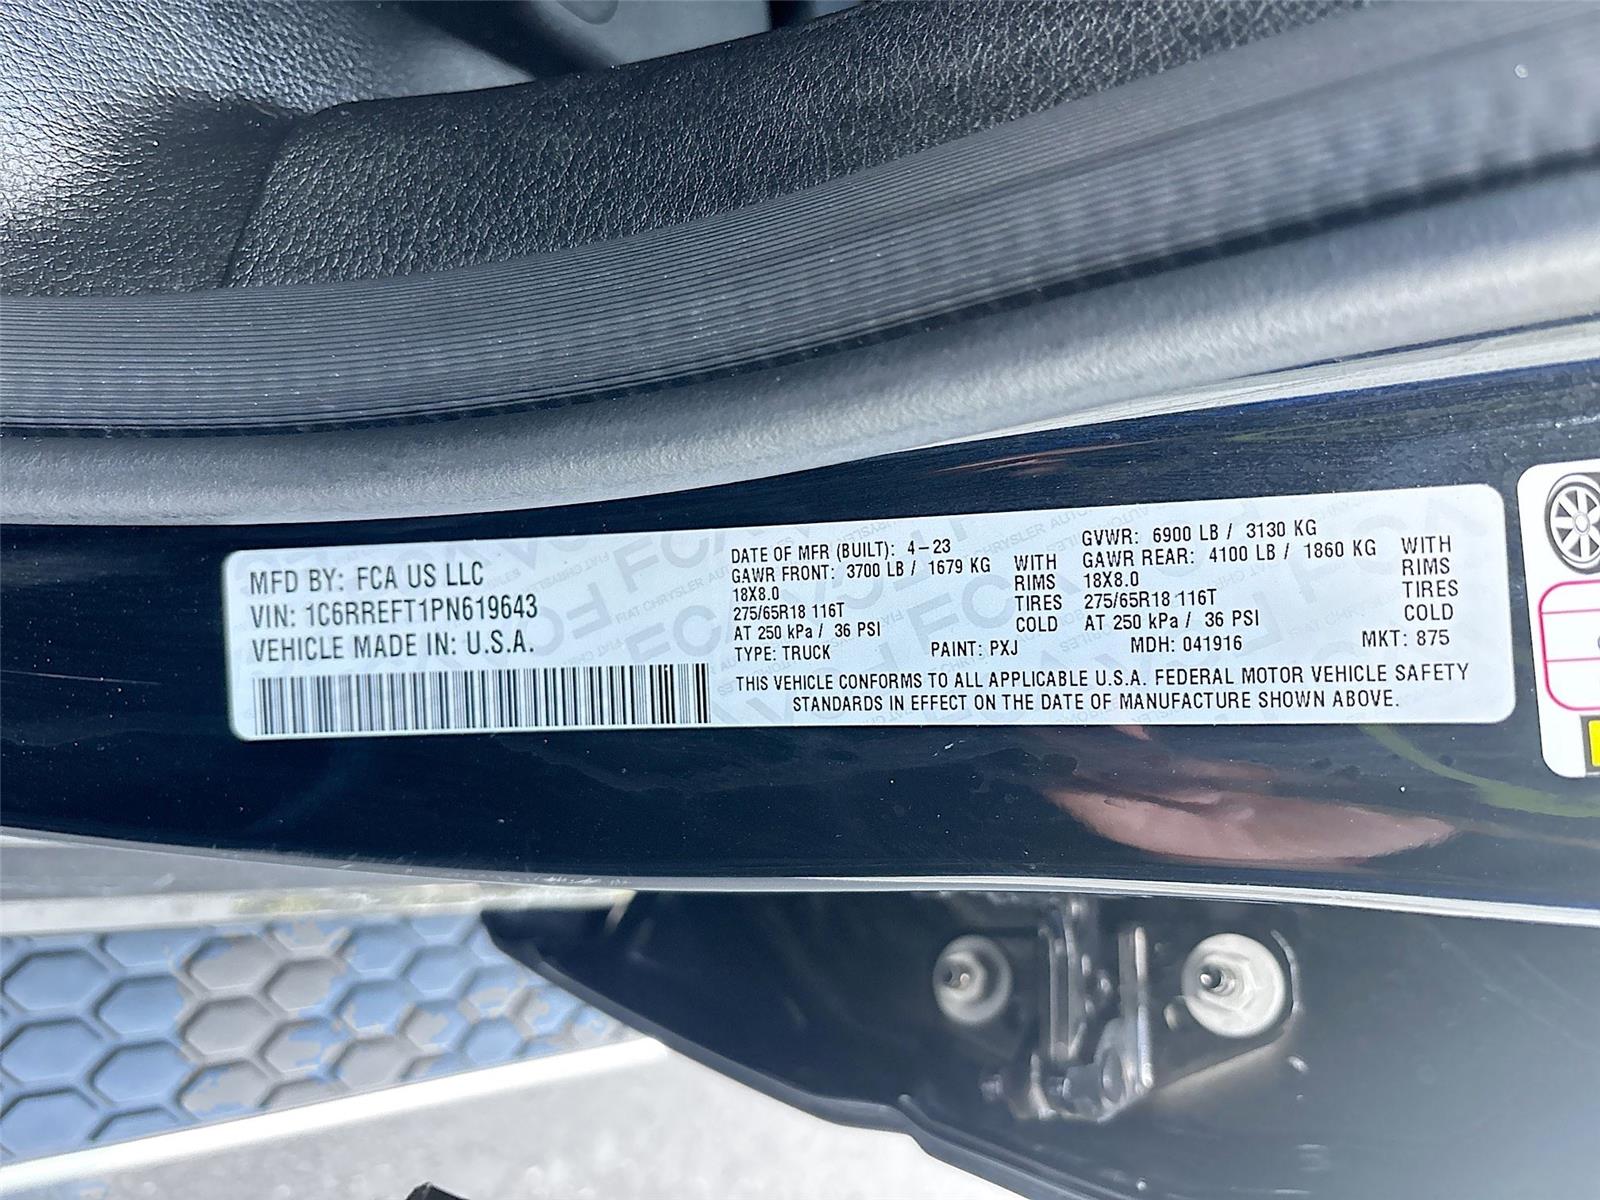 MFD BY: FCA US LLC
VIN: 1C6RREFT1PN619643
VEHICLE MADE IN: U.S.A.
DATE OF MFR (BUILT): 4-23
GAWR FRONT: 3700 LB / 1679 KG WITH
18X8.0 RIMS
275/65R18 116T TIRES
AT 250 kPa / 36 PSI COLD
GVWR: 6900 LB / 3130 KG
GAWR REAR: 4100 LB / 1860 KG WITH
18X8.0 RIMS
275/65R18 116T TIRES
AT 250 kPa / 36 PSI COLD
TYPE: TRUCK PAINT: PXJ MDH: 041916 MKT: 875
THIS VEHICLE CONFORMS TO ALL APPLICABLE U.S.A. FEDERAL MOTOR VEHICLE SAFETY
STANDARDS IN EFFECT ON THE DATE OF MANUFACTURE SHOWN ABOVE.